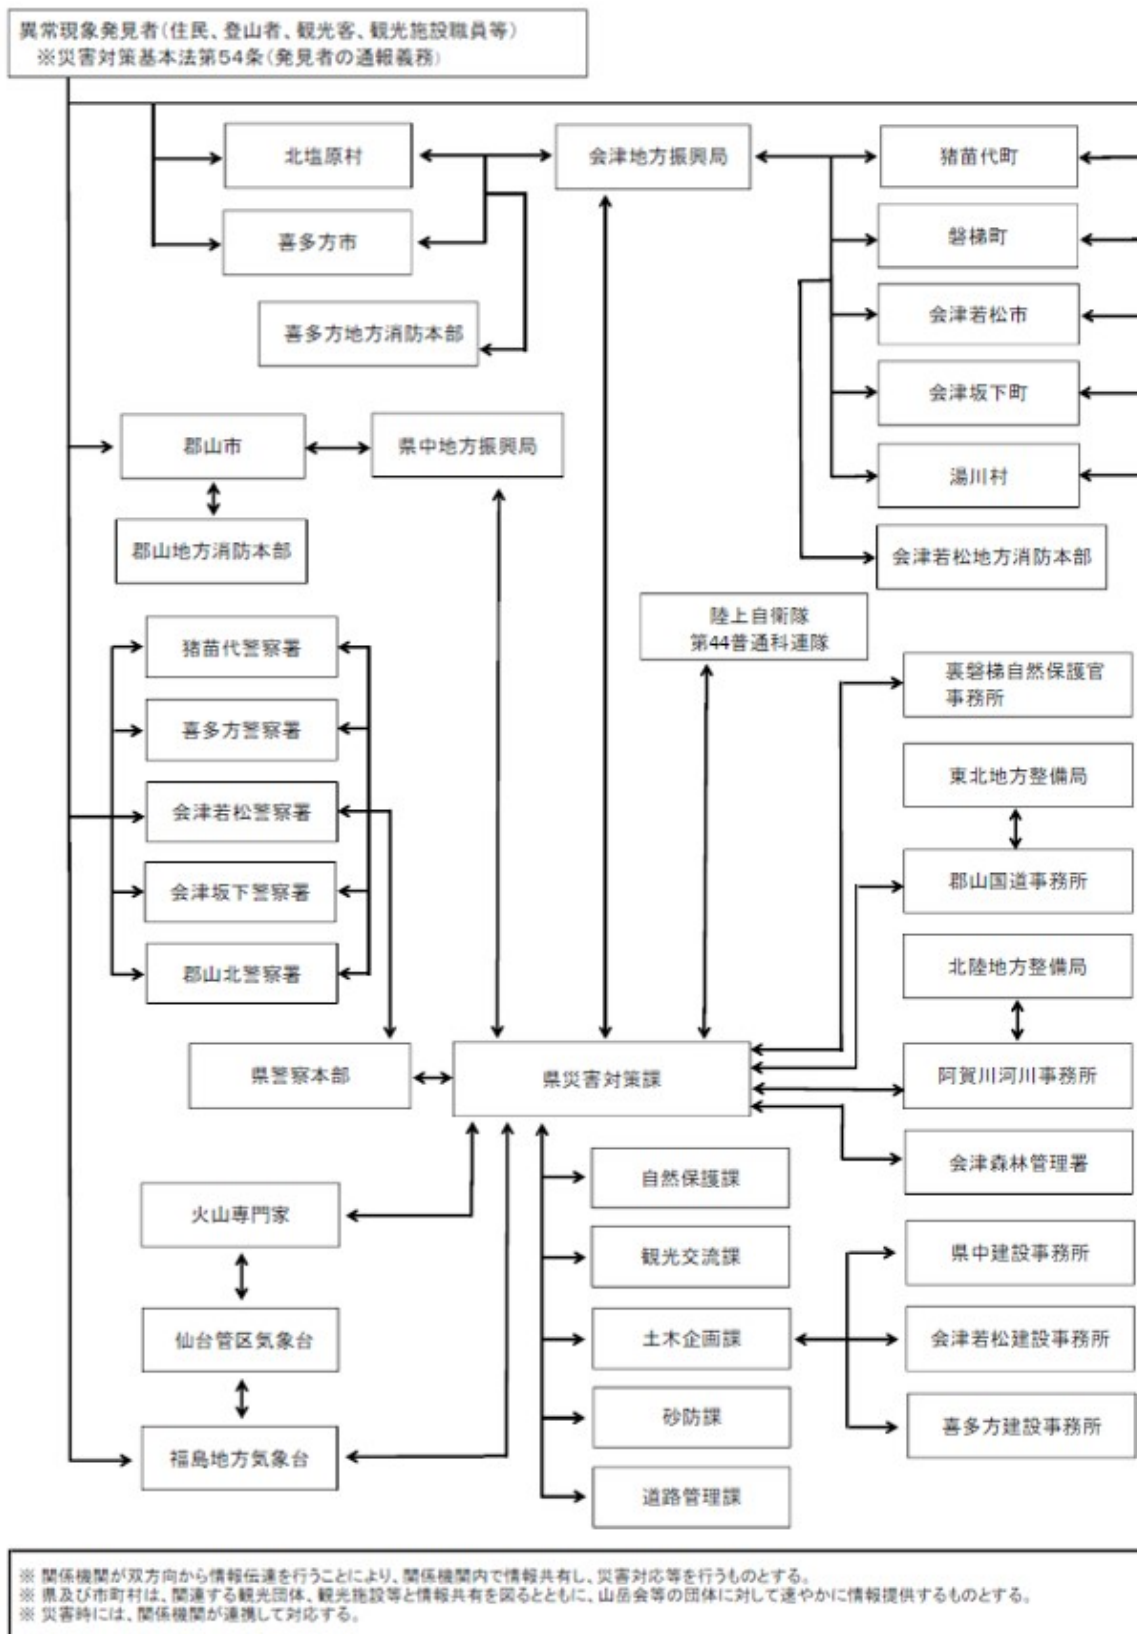 異常現象発見者(住民、登山者、観光客、観光施設職員等)
※災害対策基本法第54条(発見者の通報義務)
北塩原村
会津地方振興局
猪苗代町
喜多方市
磐梯町
喜多方地方消防本部
会津若松市
会津坂下町
郡山市
県中地方振興局
湯川村
郡山地方消防本部
会津若松地方消防本部
陸上自衛隊
第44普通科連隊
猪苗代警察署
裏磐梯自然保護官
事務所
喜多方警察署
東北地方整備局
会津若松警察署
会津坂下警察署
郡山国道事務所
郡山北警察署
北陸地方整備局
県警察本部
県災害対策課
阿賀川河川事務所
会津森林管理署
自然保護課
火山専門家
観光交流課
県中建設事務所
仙台管区気象台
土木企画課
会津若松建設事務所
砂防課
喜多方建設事務所
福島地方気象台
道路管理課
※ 関係機関が双方向から情報伝達を行うことにより、関係機関内で情報共有し、災害対応等を行うものとする。
※ 県及び市町村は、関連する観光団体、観光施設等と情報共有を図るとともに、山岳会等の団体に対して速やかに情報提供するものとする。
※ 災害時には、関係機関が連携して対応する。